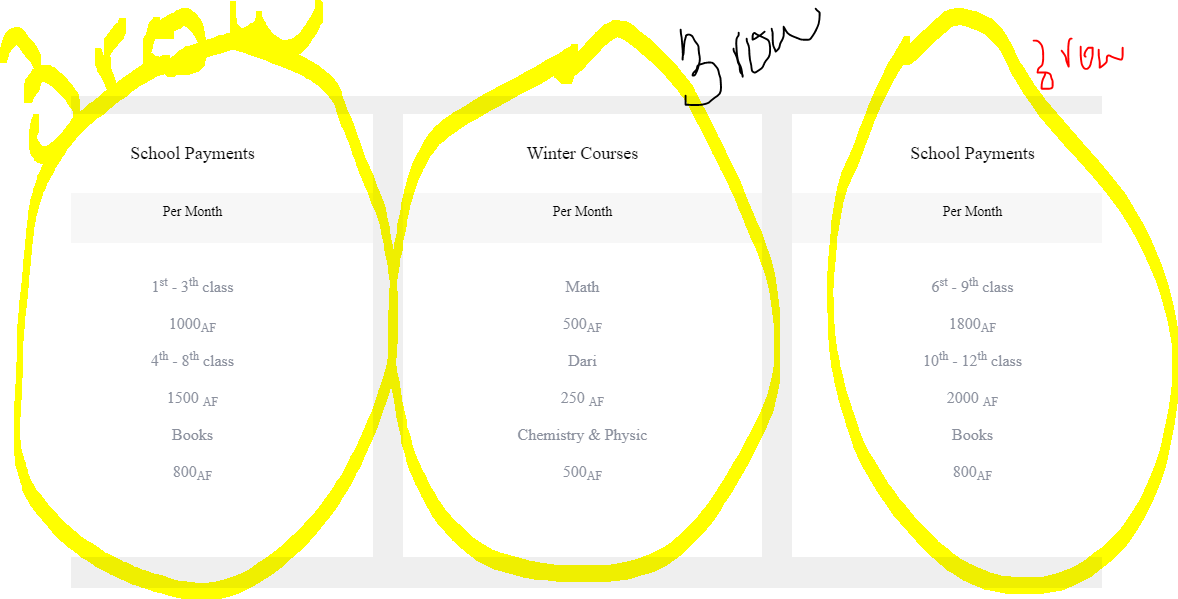 3 row
3 row
3 row
School Payments
Per Month
1st - 3th class
1000AF
4th - 8th class
1500 AF
Books
800AF
Winter Courses
Per Month
Math
500AF
Dari
250 AF
Chemistry & Physic
500AF
School Payments
Per Month
6st - 9th class
1800AF
10th - 12th class
2000 AF
Books
800AF